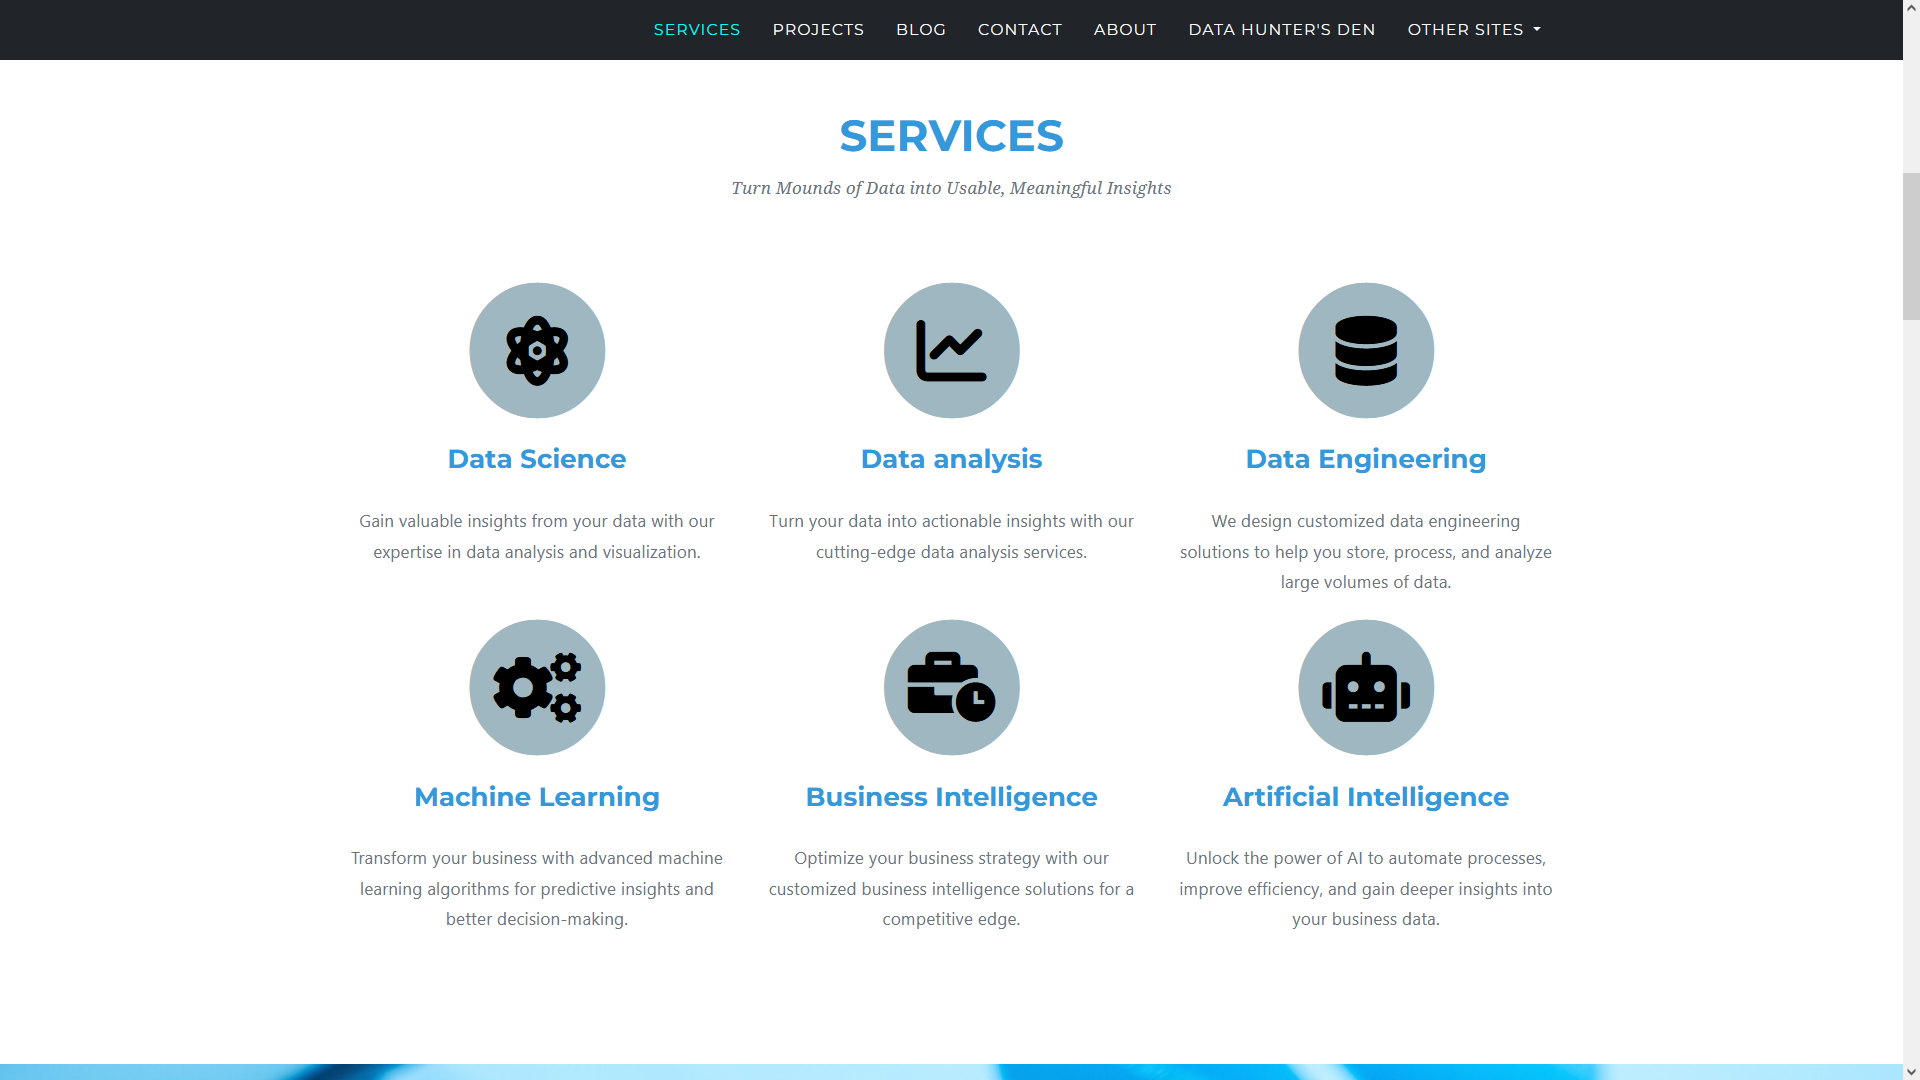 SERVICES PROJECTS BLOG CONTACT ABOUT DATA HUNTER'S DEN OTHER SITES
SERVICES
Turn Mounds of Data into Usable, Meaningful Insights
Data Science
Gain valuable insights from your data with our
expertise in data analysis and visualization.
Data analysis
Turn your data into actionable insights with our
cutting-edge data analysis services.
Data Engineering
We design customized data engineering
solutions to help you store, process, and analyze
large volumes of data.
Machine Learning
Transform your business with advanced machine
learning algorithms for predictive insights and
better decision-making.
Business Intelligence
Optimize your business strategy with our
customized business intelligence solutions for a
competitive edge.
Artificial Intelligence
Unlock the power of AI to automate processes,
improve efficiency, and gain deeper insights into
your business data.